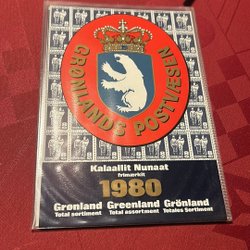 GRØNLANDS POSTVÆSEN
Kalaallit Nunaat
frimærkit
1980
Grønland Greenland Grönland
Total sortiment Total assortment Totales Sortiment